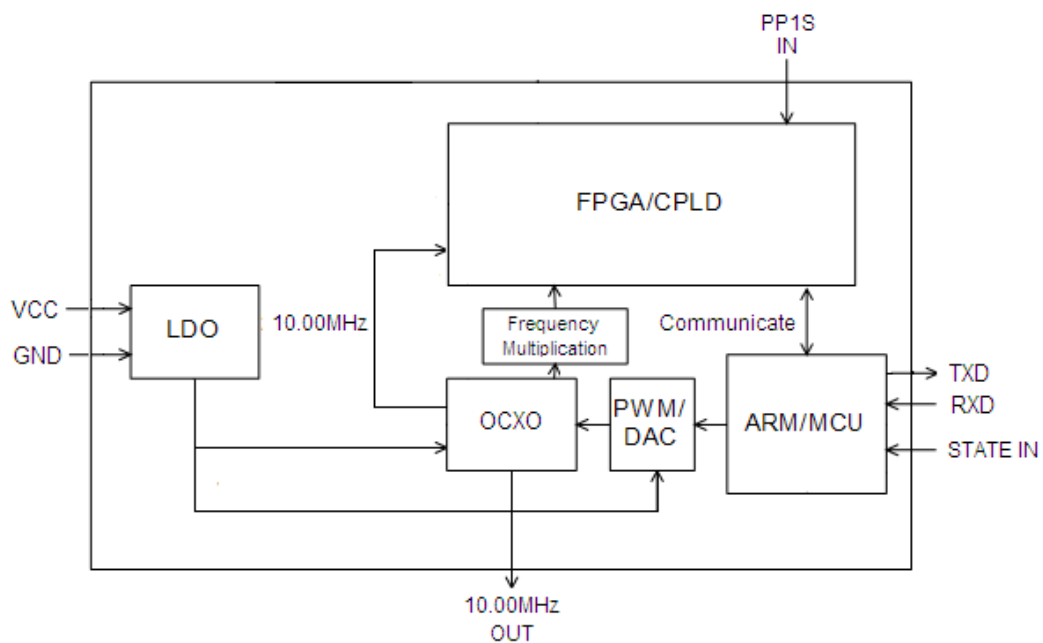 PP1S
IN
FPGA/CPLD
VCC
GND
LDO
10.00MHz
Frequency
Multiplication
Communicate
OCXO
PWM/
DAC
ARM/MCU
TXD
RXD
STATE IN
10.00MHz
OUT